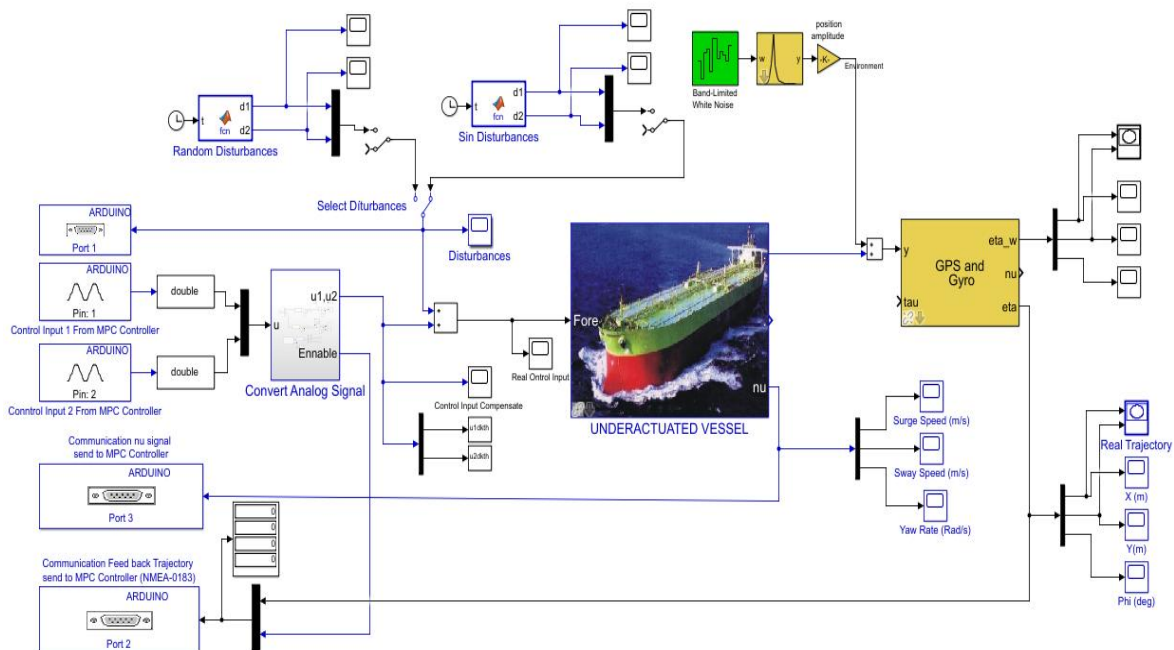 t
fcn
d1
d2
Random Disturbances
t
fcn
d1
d2
Sin Disturbances
Band-Limited
White Noise
w
y
position
amplitude
-K-
Environment
Select Díturbances
Disturbances
ARDUINO
Port 1
ARDUINO
Pin: 1
Control Input 1 From MPC Controller
double
ARDUINO
Pin: 2
Conntrol Input 2 From MPC Controller
double
u
u1,u2
Ennable
Convert Analog Signal
+
+
Real Ontrol Input
Control Input Compensate
u1dkth
u2dkth
Fore
nu
UNDERACTUATED VESSEL
+
+
y
tau
GPS and
Gyro
eta_w
nu
eta
Surge Speed (m/s)
Sway Speed (m/s)
Yaw Rate (Rad/s)
Real Trajectory
X (m)
Y(m)
Phi (deg)
Communication nu signal
send to MPC Controller
ARDUINO
Port 3
0
0
0
0
Communication Feed back Trajectory
send to MPC Controller (NMEA-0183)
ARDUINO
Port 2